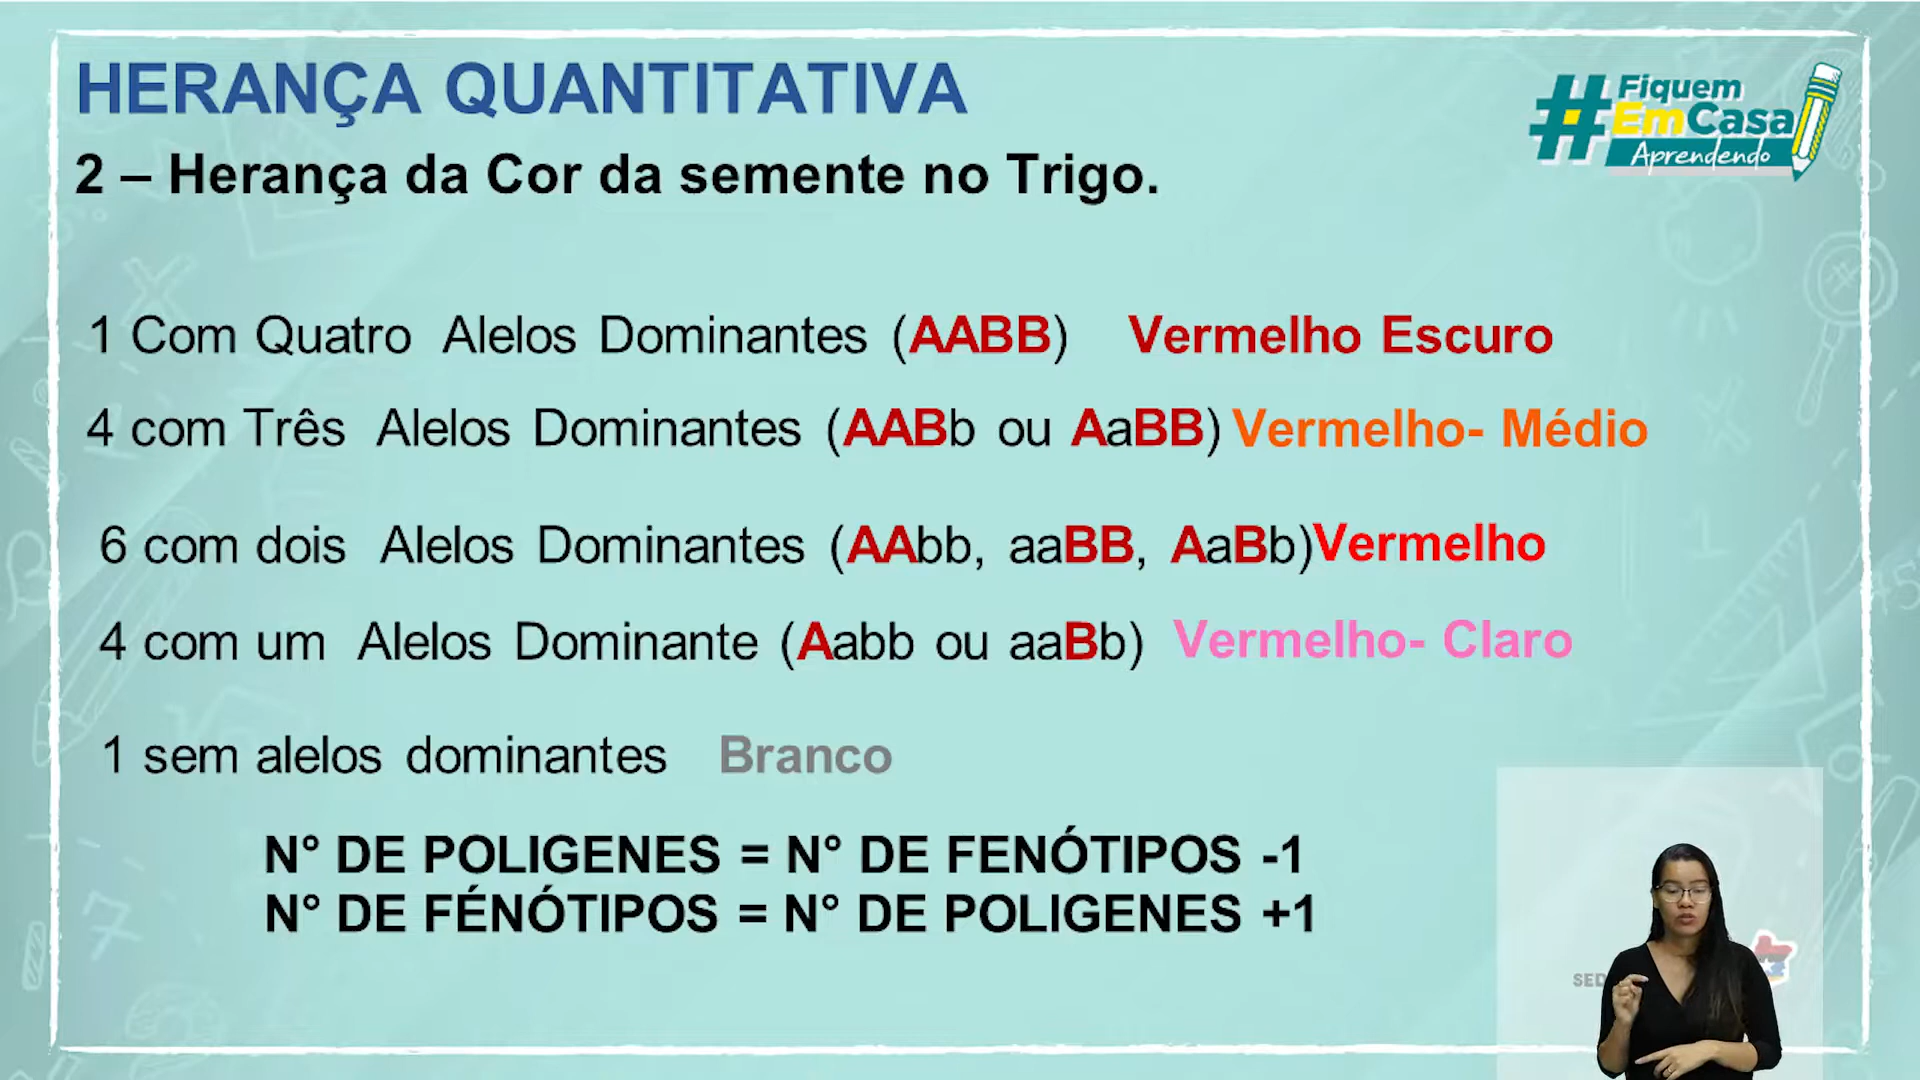 HERANÇA QUANTITATIVA
#Fiquem
EmCasa
Aprendendo
2 – Herança da Cor da semente no Trigo.
1 Com Quatro Alelos Dominantes (AABB) Vermelho Escuro
4 com Três Alelos Dominantes (AABb ou AaBB) Vermelho- Médio
6 com dois Alelos Dominantes (AAbb, aaBB, AaBb)Vermelho
4 com um Alelos Dominante (Aabb ou aaBb) Vermelho- Claro
1 sem alelos dominantes Branco
N° DE POLIGENES = N° DE FENÓTIPOS -1
N° DE FÉNÓTIPOS = N° DE POLIGENES +1